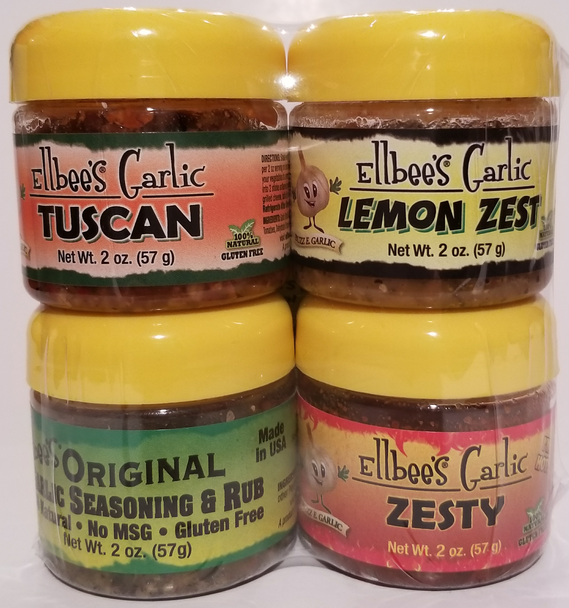 Ellbee's Garlic
TUSCAN
Net Wt. 2 oz. (57 g)
100%
NATURAL
GLUTEN FREE
Ellbee's Garlic
LEMON ZEST
Net Wt. 2 oz. (57 g)
& GARLIC
Made
in USA
ORIGINAL
SEASONING & RUB
No MSG • Gluten Free
Net Wt. 2 oz. (57g)
Ellbee's Garlic
ZESTY
Net Wt. 2 oz. (57 g)
& GARLIC